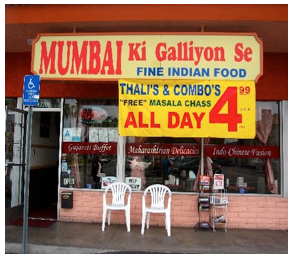 MUMBAI Ki Galliyon Se
FINE INDIAN FOOD
THALI'S & COMBO'S
"FREE" MASALA CHASS
ALL DAY 4.99
Gujarati Buffet
Maharashtrian Delicacies
Indo Chinese Fusion
OPEN